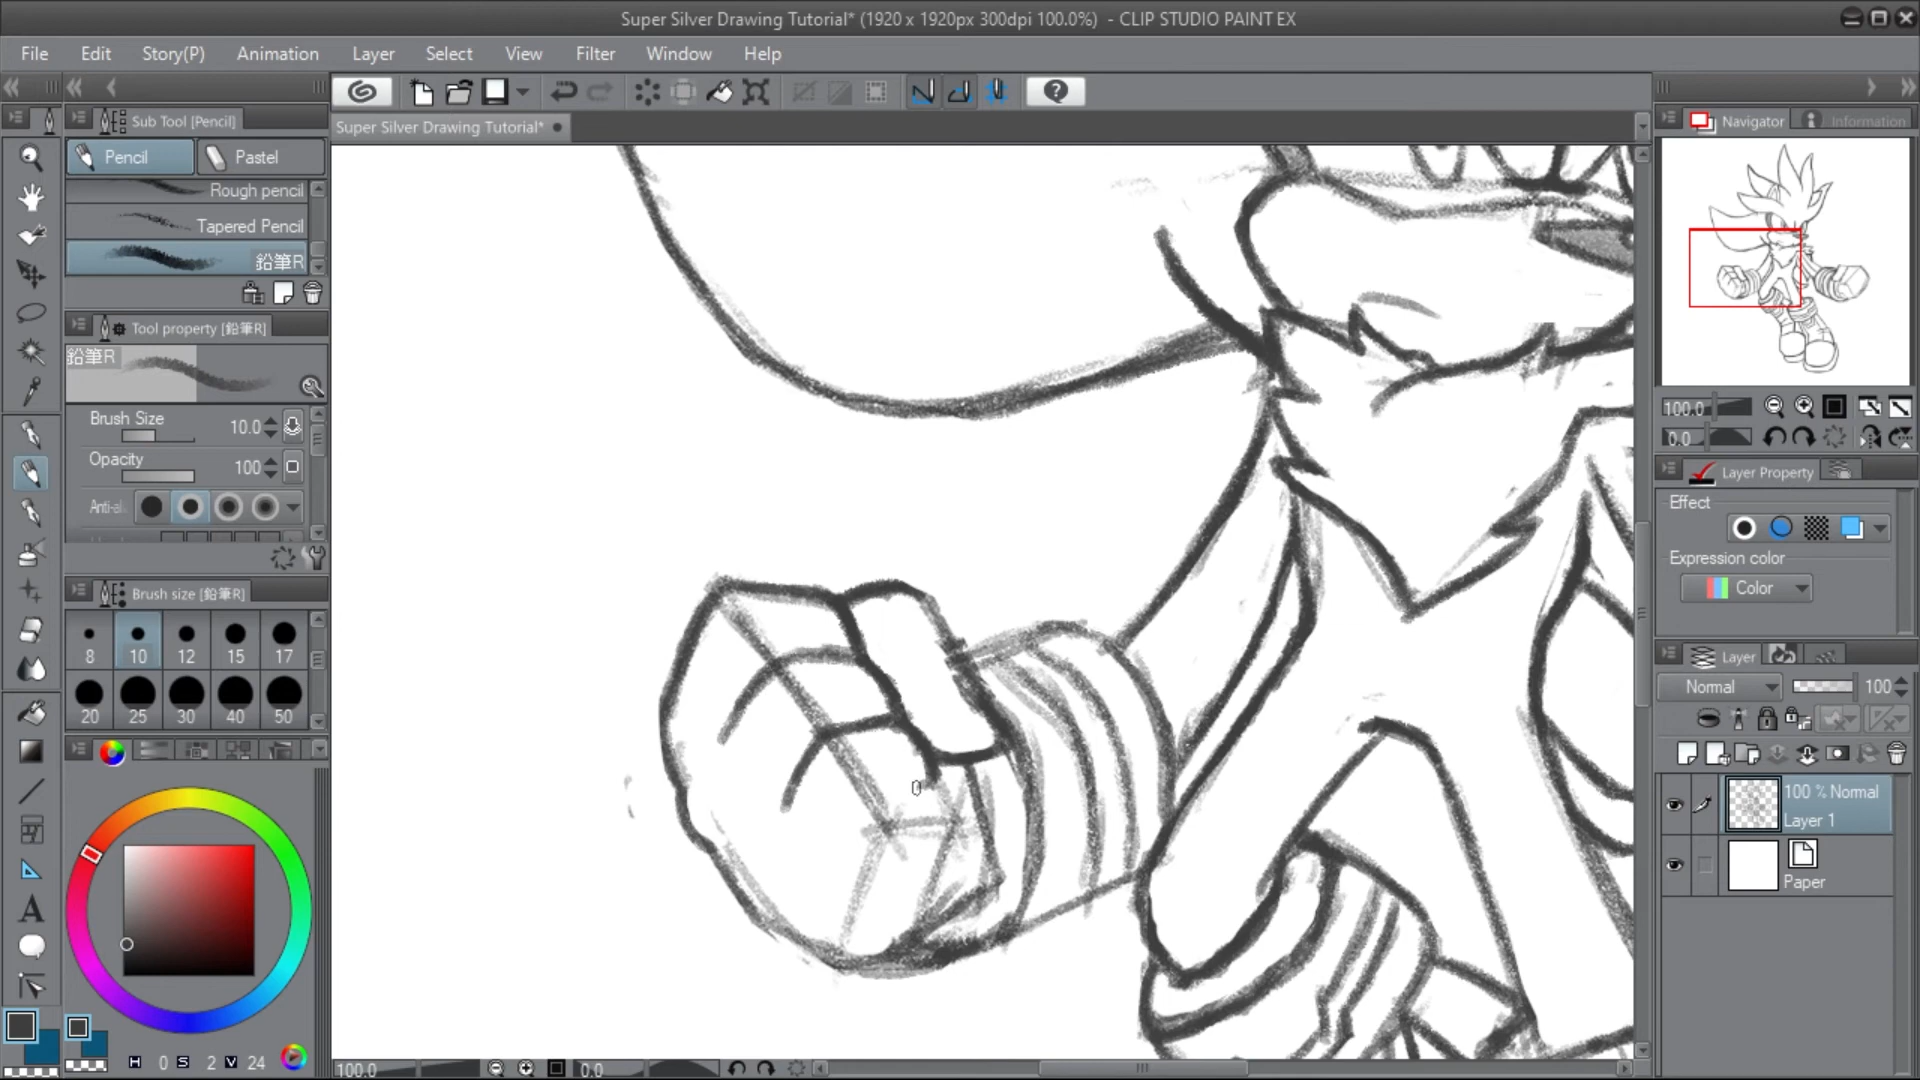 Super Silver Drawing Tutorial* (1920 x 1920px 300dpi 100.0%) - CLIP STUDIO PAINT EX
File Edit Story(P) Animation Layer Select View Filter Window Help
Sub Tool [Pencil]
Super Silver Drawing Tutorial*
Navigator Information
Pencil Pastel
Rough pencil
Tapered Pencil
鉛筆R
Tool property [鉛筆R]
鉛筆R
Brush Size 10.0
Opacity 100
Anti-al
Brush size [鉛筆R]
8 10 12 15 17
20 25 30 40 50
H 0 S 2 V 24
100.0 0.0
100.0
0.0
Layer Property
Effect
Expression color
Color
Layer
Normal 100
100 % Normal
Layer 1
Paper